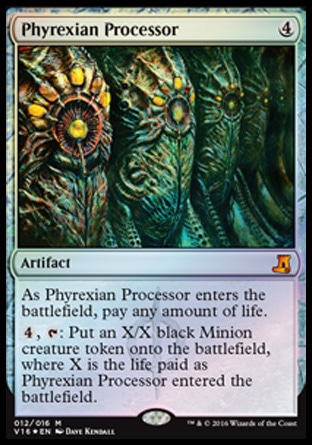 Phyrexian Processor 4
Artifact
As Phyrexian Processor enters the
battlefield, pay any amount of life.
4, : Put an X/X black Minion
creature token onto the battlefield,
where X is the life paid as
Phyrexian Processor entered the
battlefield.
012/016 M
V16 EN DAVE KENDALL
™ & © 2016 Wizards of the Coast